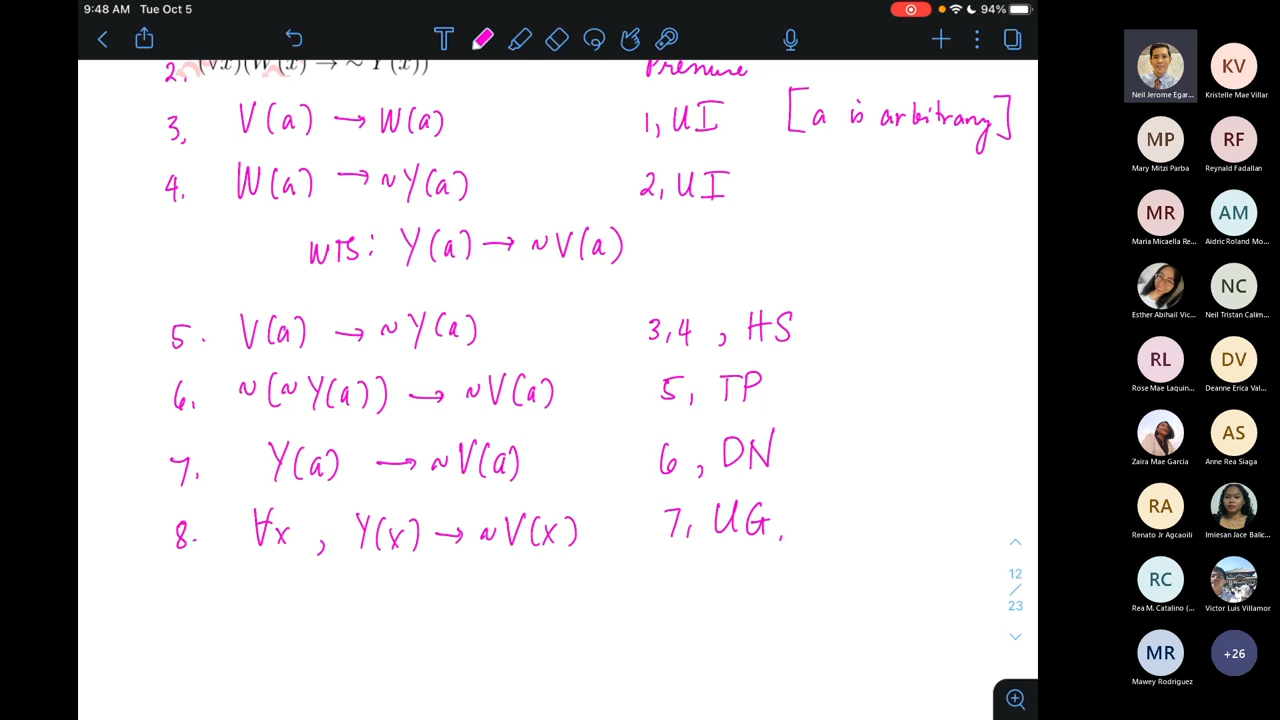 9:48 AM Tue Oct 5
94%
2. (∀x)(W(x) → ~ Y(x)) Premise
3. V(a) → W(a) 1, UI [a is arbitrary]
4. W(a) → ~Y(a) 2, UI
WTS: Y(a) → ~V(a)
5. V(a) → ~Y(a) 3,4, HS
6. ~(~Y(a)) → ~V(a) 5, TP
7. Y(a) → ~V(a) 6, DN
8. ∀x, Y(x) → ~V(x) 7, UG.
12
/
23
Neil Jerome Egar...
KV
Kristelle Mae Villar
MP
Mary Mitzi Parba
RF
Reynald Fadallan
MR
Maria Micaella Re...
AM
Aidric Roland Mo...
Esther Abihail Vic...
NC
Neil Tristan Calim...
RL
Rose Mae Laquin...
DV
Deanne Erica Val...
Zaira Mae Garcia
AS
Anne Rea Siaga
RA
Renato Jr Agcaoili
Imiesan Jace Balic...
RC
Rea M. Catalino (...
Victor Luis Villamor
MR
Mawey Rodriguez
+26